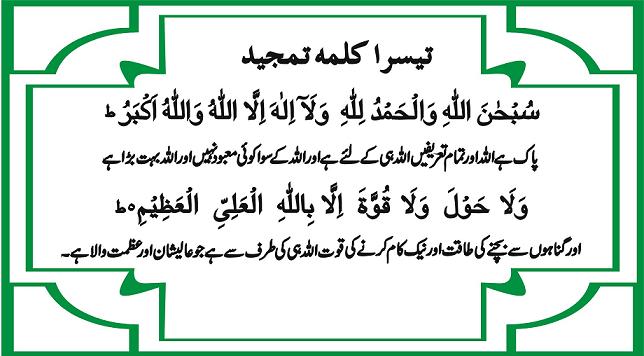 تیسرا کلمہ تمجید
سُبْحٰنَ اللّٰهِ وَالْحَمْدُ لِلّٰهِ وَلَآ اِلٰهَ اِلَّا اللّٰهُ وَاللّٰهُ اَكْبَرُ ؕ
پاک ہے اللہ اور تمام تعریفیں اللہ ہی کے لئے ہے اور اللہ کے سوا کوئی معبود نہیں اور اللہ بہت بڑا ہے
وَلَا حَوْلَ وَلَا قُوَّةَ اِلَّا بِاللّٰهِ الْعَلِیِّ الْعَظِیْمِ ؕ○
اور گناہوں سے بچنے کی طاقت اور نیک کام کرنے کی قوت اللہ ہی کی طرف سے ہے جو عالیشان اور عظمت والا ہے۔